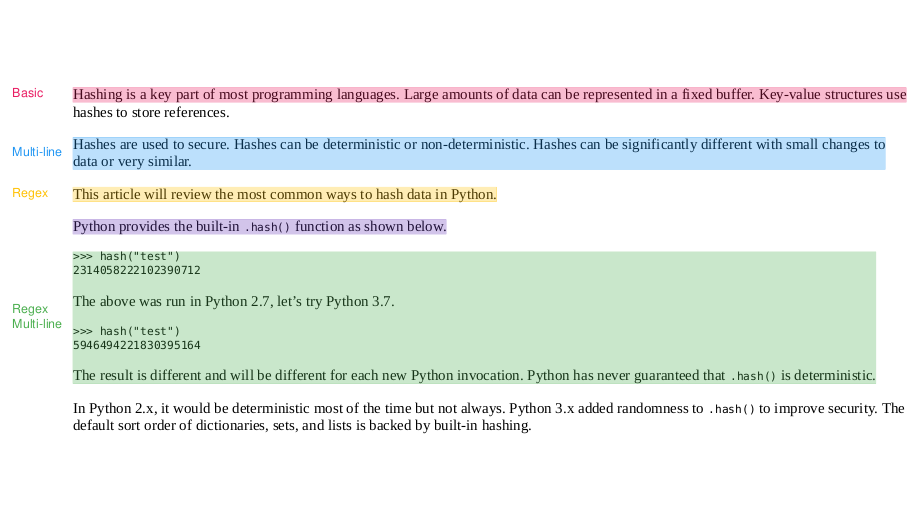 Basic
Hashing is a key part of most programming languages. Large amounts of data can be represented in a fixed buffer. Key-value structures use
hashes to store references.
Multi-line
Hashes are used to secure. Hashes can be deterministic or non-deterministic. Hashes can be significantly different with small changes to
data or very similar.
Regex
This article will review the most common ways to hash data in Python.
Python provides the built-in .hash() function as shown below.
>>> hash("test")
2314058222102390712
The above was run in Python 2.7, let’s try Python 3.7.
Regex
Multi-line
>>> hash("test")
5946494221830395164
The result is different and will be different for each new Python invocation. Python has never guaranteed that .hash() is deterministic.
In Python 2.x, it would be deterministic most of the time but not always. Python 3.x added randomness to .hash() to improve security. The
default sort order of dictionaries, sets, and lists is backed by built-in hashing.